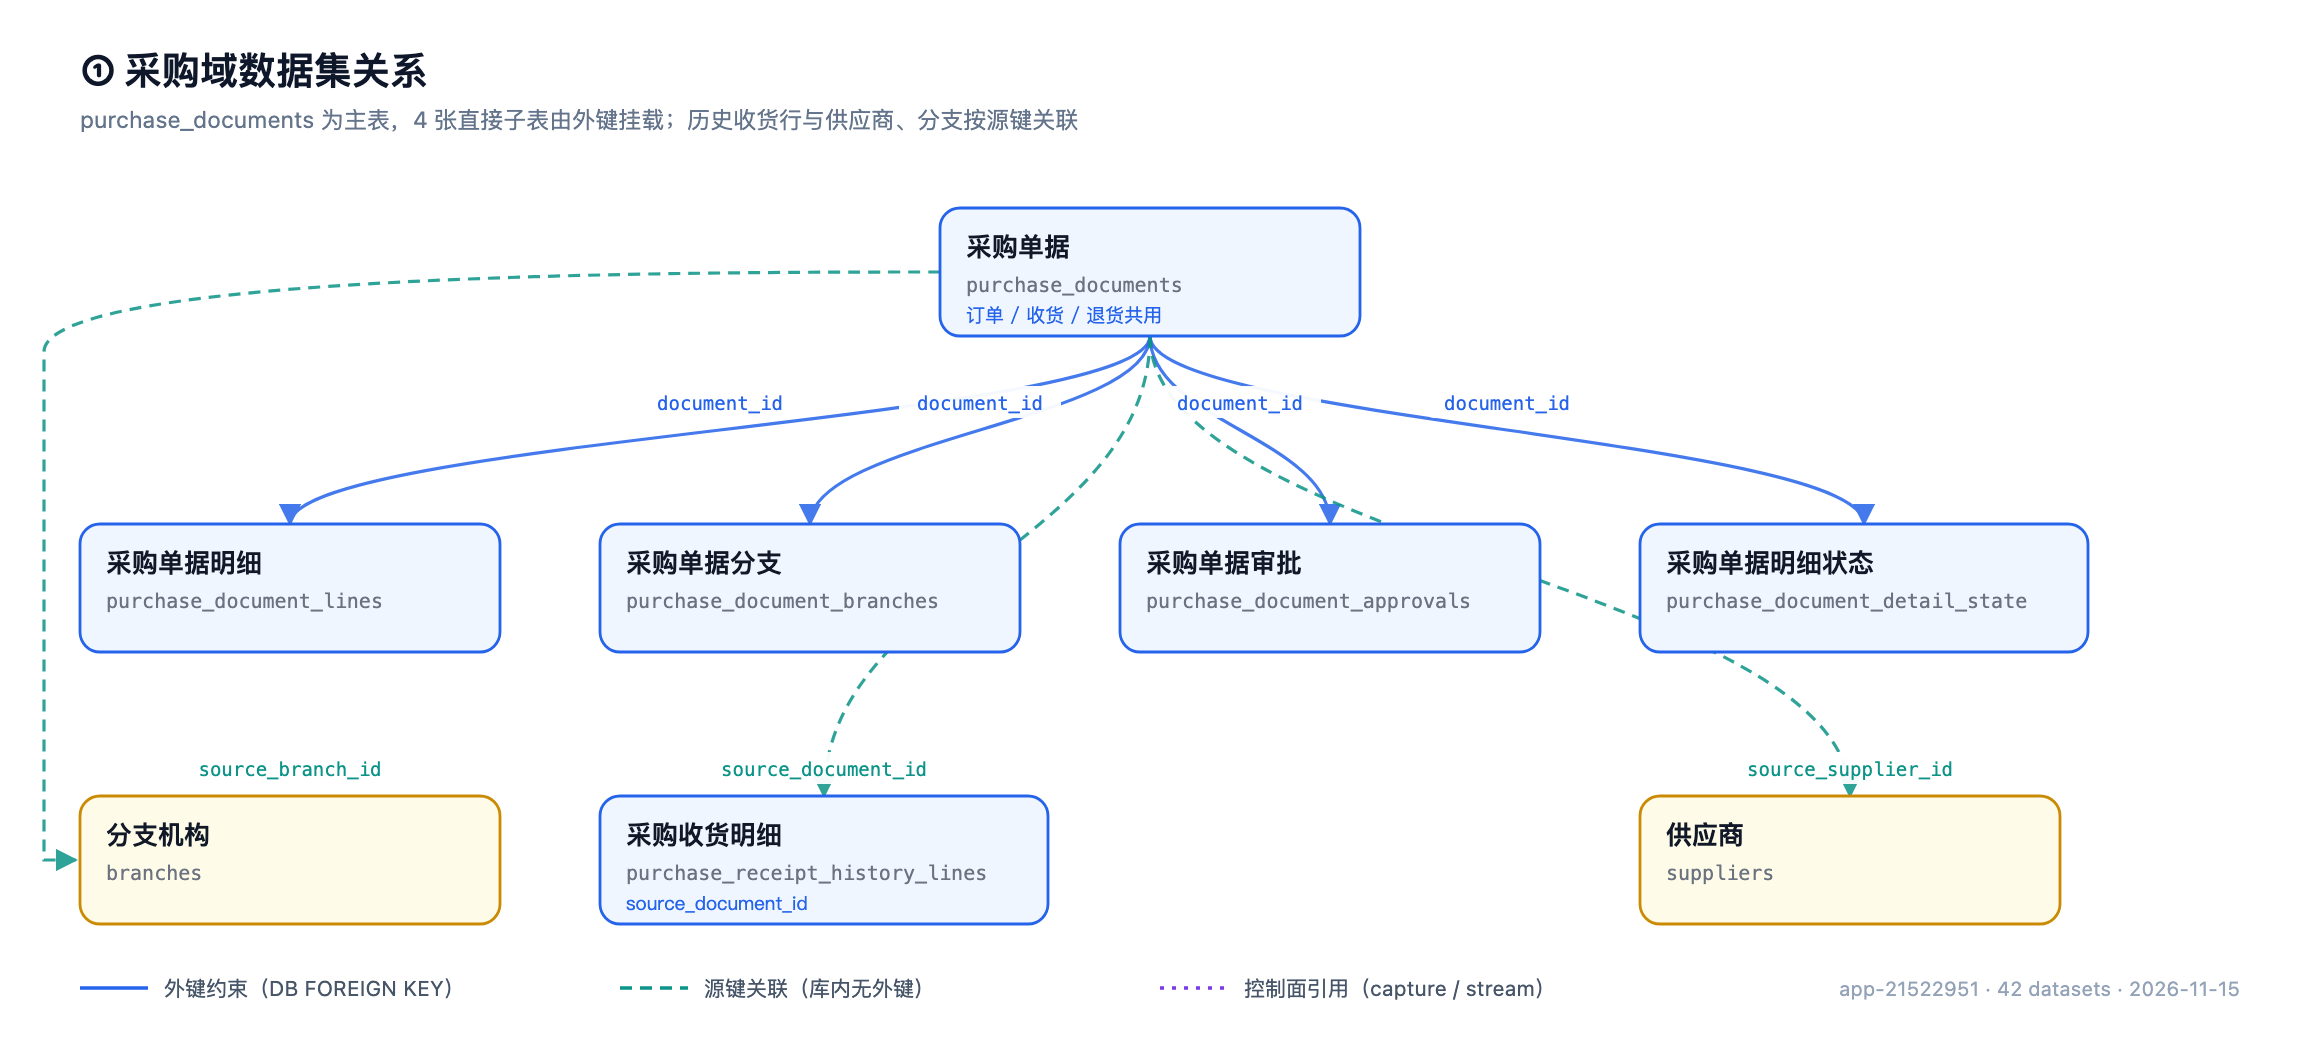 ① 采购域数据集关系
purchase_documents 为主表，4 张直接子表由外键挂载；历史收货行与供应商、分支按源键关联
采购单据
purchase_documents
订单 / 收货 / 退货共用
document_id
document_id
document_id
document_id
采购单据明细
purchase_document_lines
采购单据分支
purchase_document_branches
采购单据审批
purchase_document_approvals
采购单据明细状态
purchase_document_detail_state
source_branch_id
source_document_id
source_supplier_id
分支机构
branches
采购收货明细
purchase_receipt_history_lines
source_document_id
供应商
suppliers
外键约束（DB FOREIGN KEY）
源键关联（库内无外键）
控制面引用（capture / stream）
app-21522951 · 42 datasets · 2026-11-15